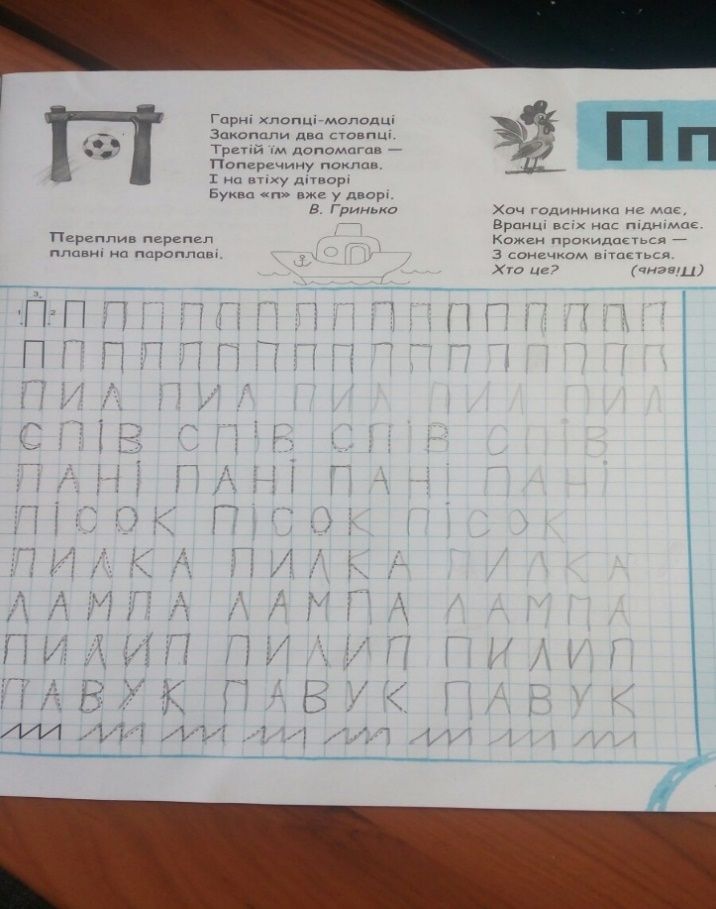 Гарні хлопці-молодці
Закопали два стовпці.
Третій їм допомагав —
Поперечину поклав.
І на втіху дітворі
Буква «п» вже у дворі.
В. Гринько
Переплив перепел
плавні на пароплаві.
Пп
Хоч годинника не має,
Вранці всіх нас піднімає.
Кожен прокидається —
З сонечком вітається.
Хто це? (Півень)
1 2 3
П П П П П П П П П П П П П П П П П
П П П П П П П П П П П П П П П П П
ПИЛ ПИЛ ПИЛ ПИЛ ПИЛ
СПІВ СПІВ СПІВ СПІВ
ПАНІ ПАНІ ПАНІ ПАНІ
ПІСОК ПІСОК ПІСОК
ПИЛКА ПИЛКА ПИЛКА
ЛАМПА ЛАМПА ЛАМПА
ПИЛИП ПИЛИП ПИЛИП
ПАВУК ПАВУК ПАВУК